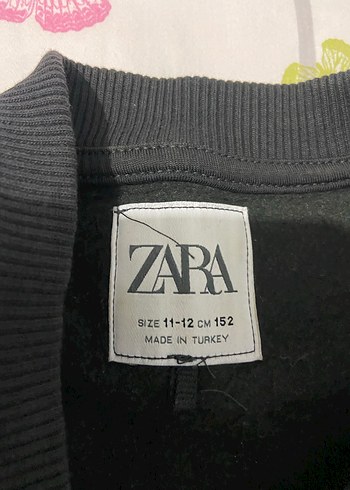 ZARA
SIZE 11-12 CM 152
MADE IN TURKEY